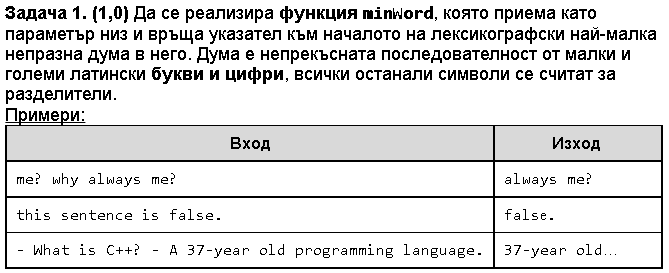 Задача 1. (1,0) Да се реализира функция minWord, която приема като
параметър низ и връща указател към началото на лексикографски най-малка
непразна дума в него. Дума е непрекъсната последователност от малки и
големи латински букви и цифри, всички останали символи се считат за
разделители.
Примери:
Вход Изход
me? why always me? always me?
this sentence is false. false.
- What is C++? - A 37-year old programming language. 37-year old…